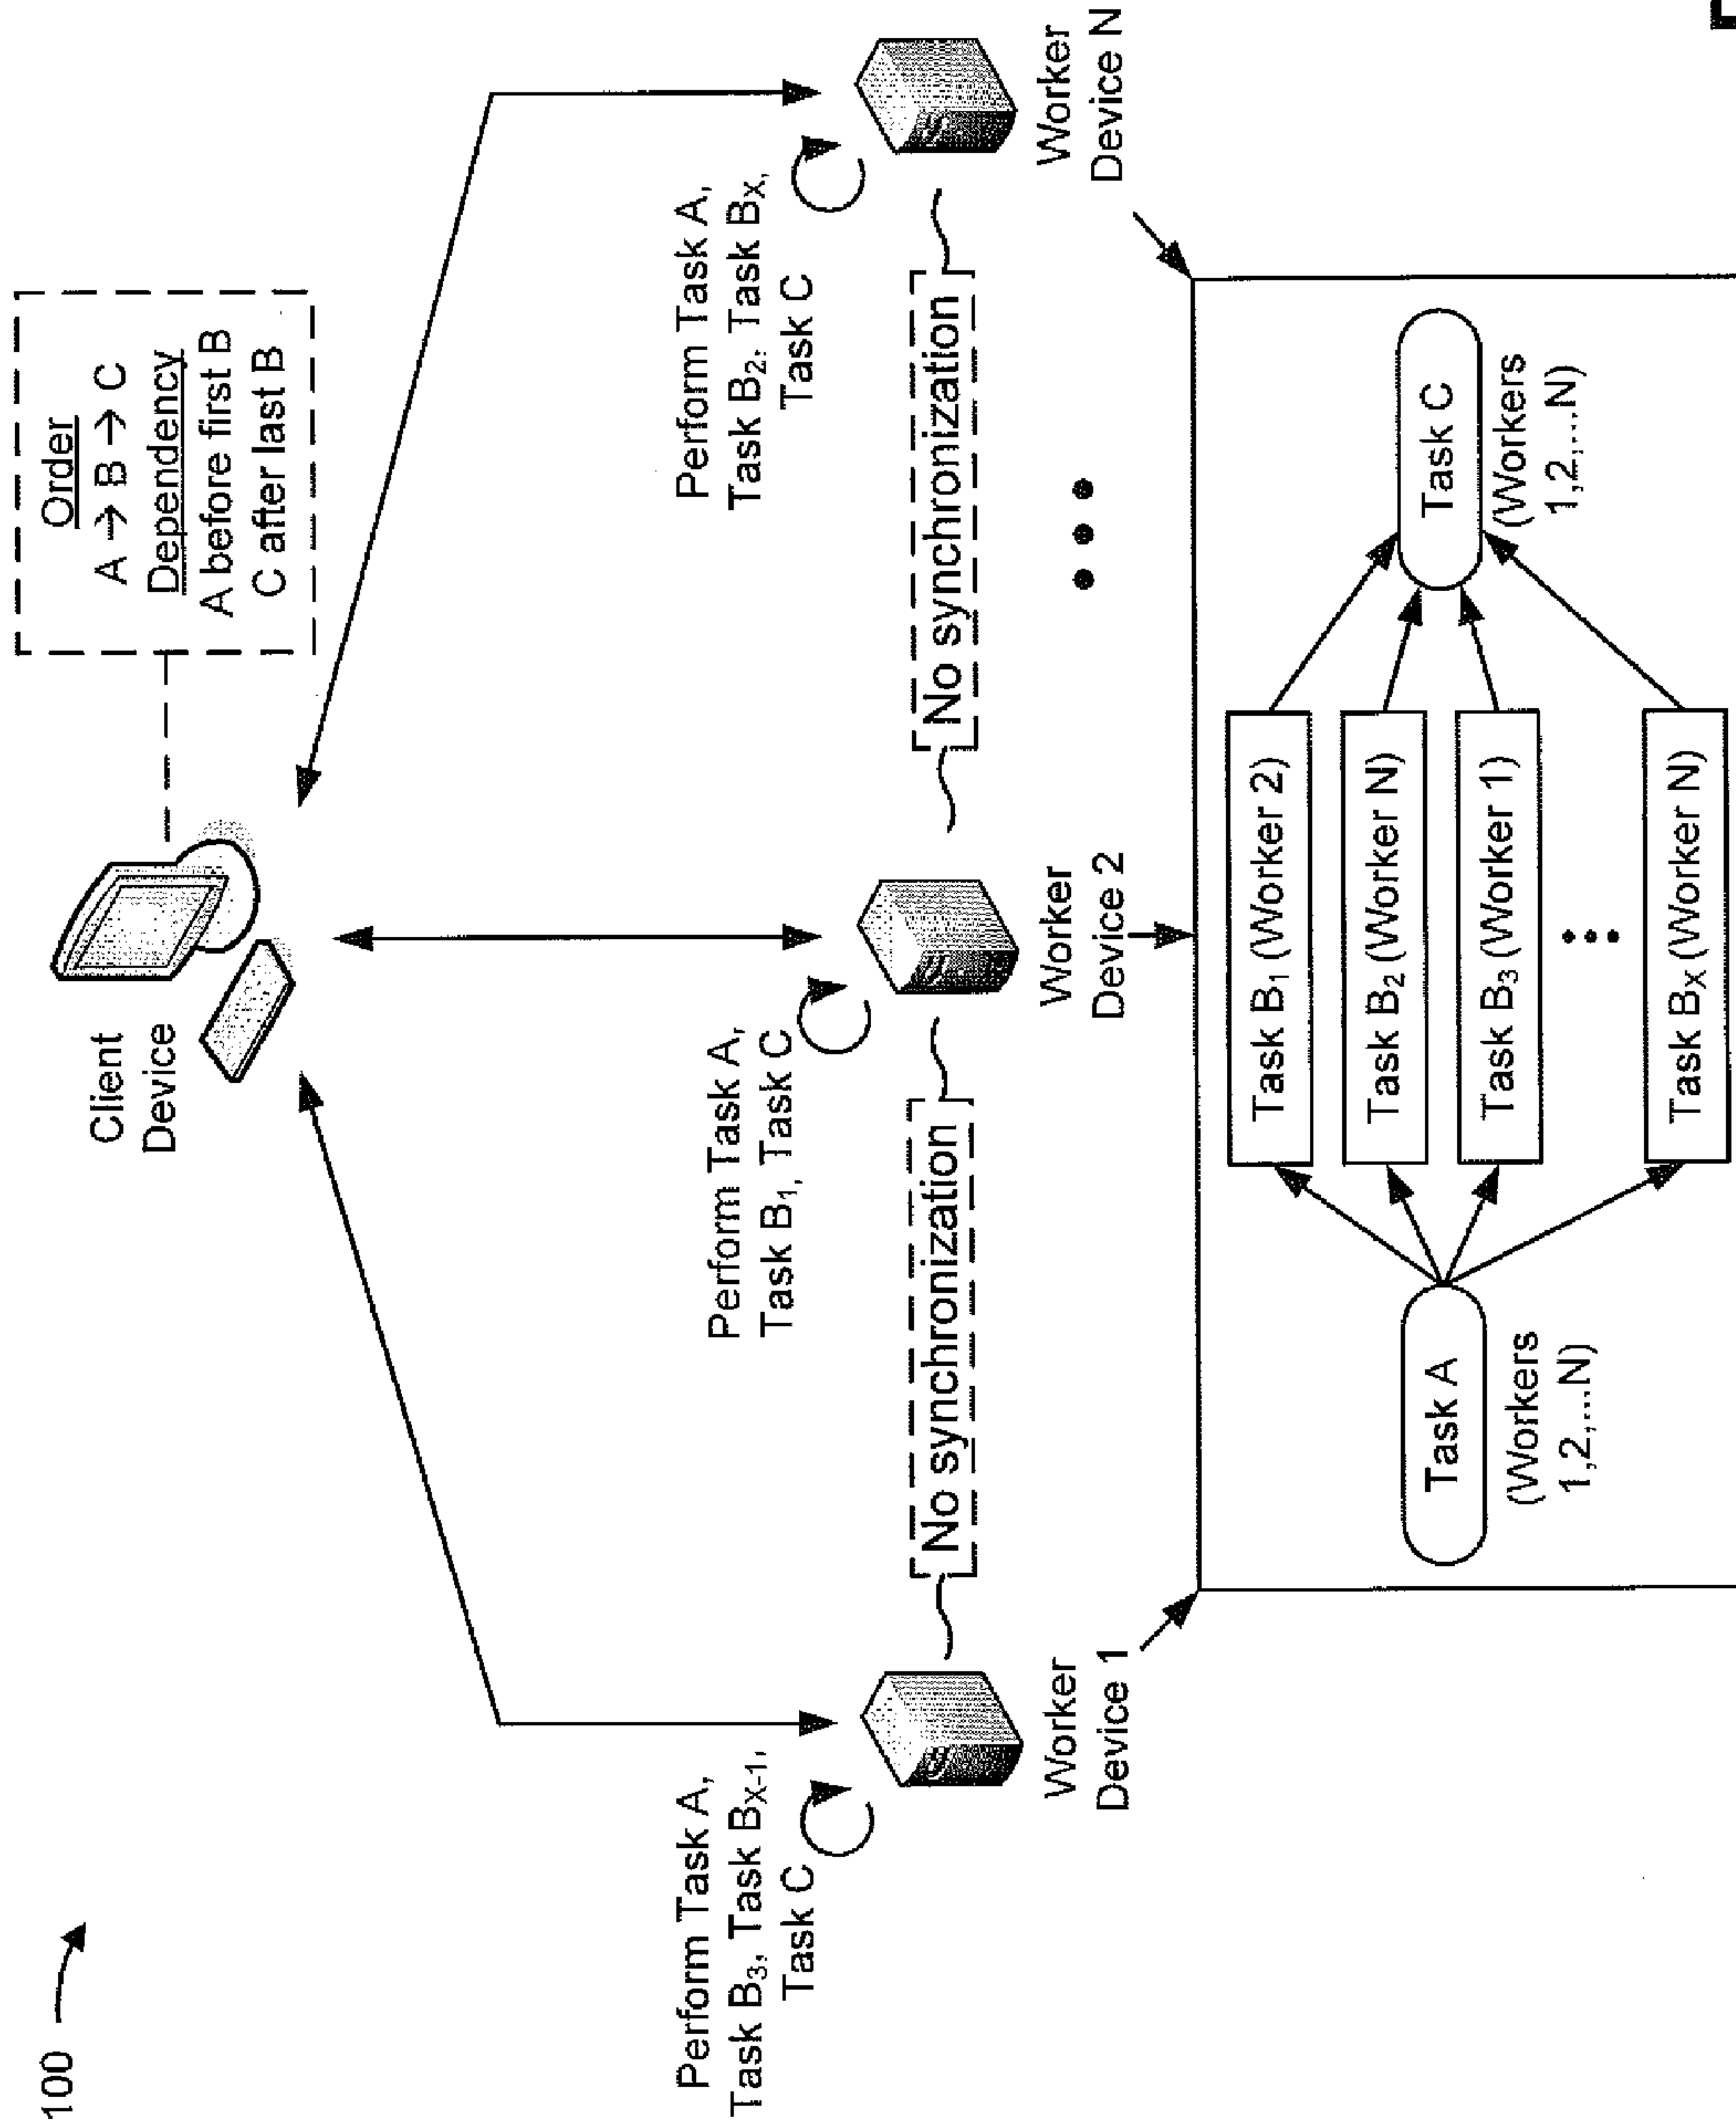 100
Client
Device
Order
A → B → C
Dependency
A before first B
C after last B
Perform Task A,
Task B3, Task BX-1,
Task C
Perform Task A,
Task B1, Task C
Perform Task A,
Task B2, Task BX,
Task C
No synchronization
No synchronization
Worker
Device 1
Worker
Device 2
Worker
Device N
Task A
(Workers
1,2,...N)
Task B1 (Worker 2)
Task B2 (Worker N)
Task B3 (Worker 1)
Task BX (Worker N)
Task C
(Workers
1,2,...N)